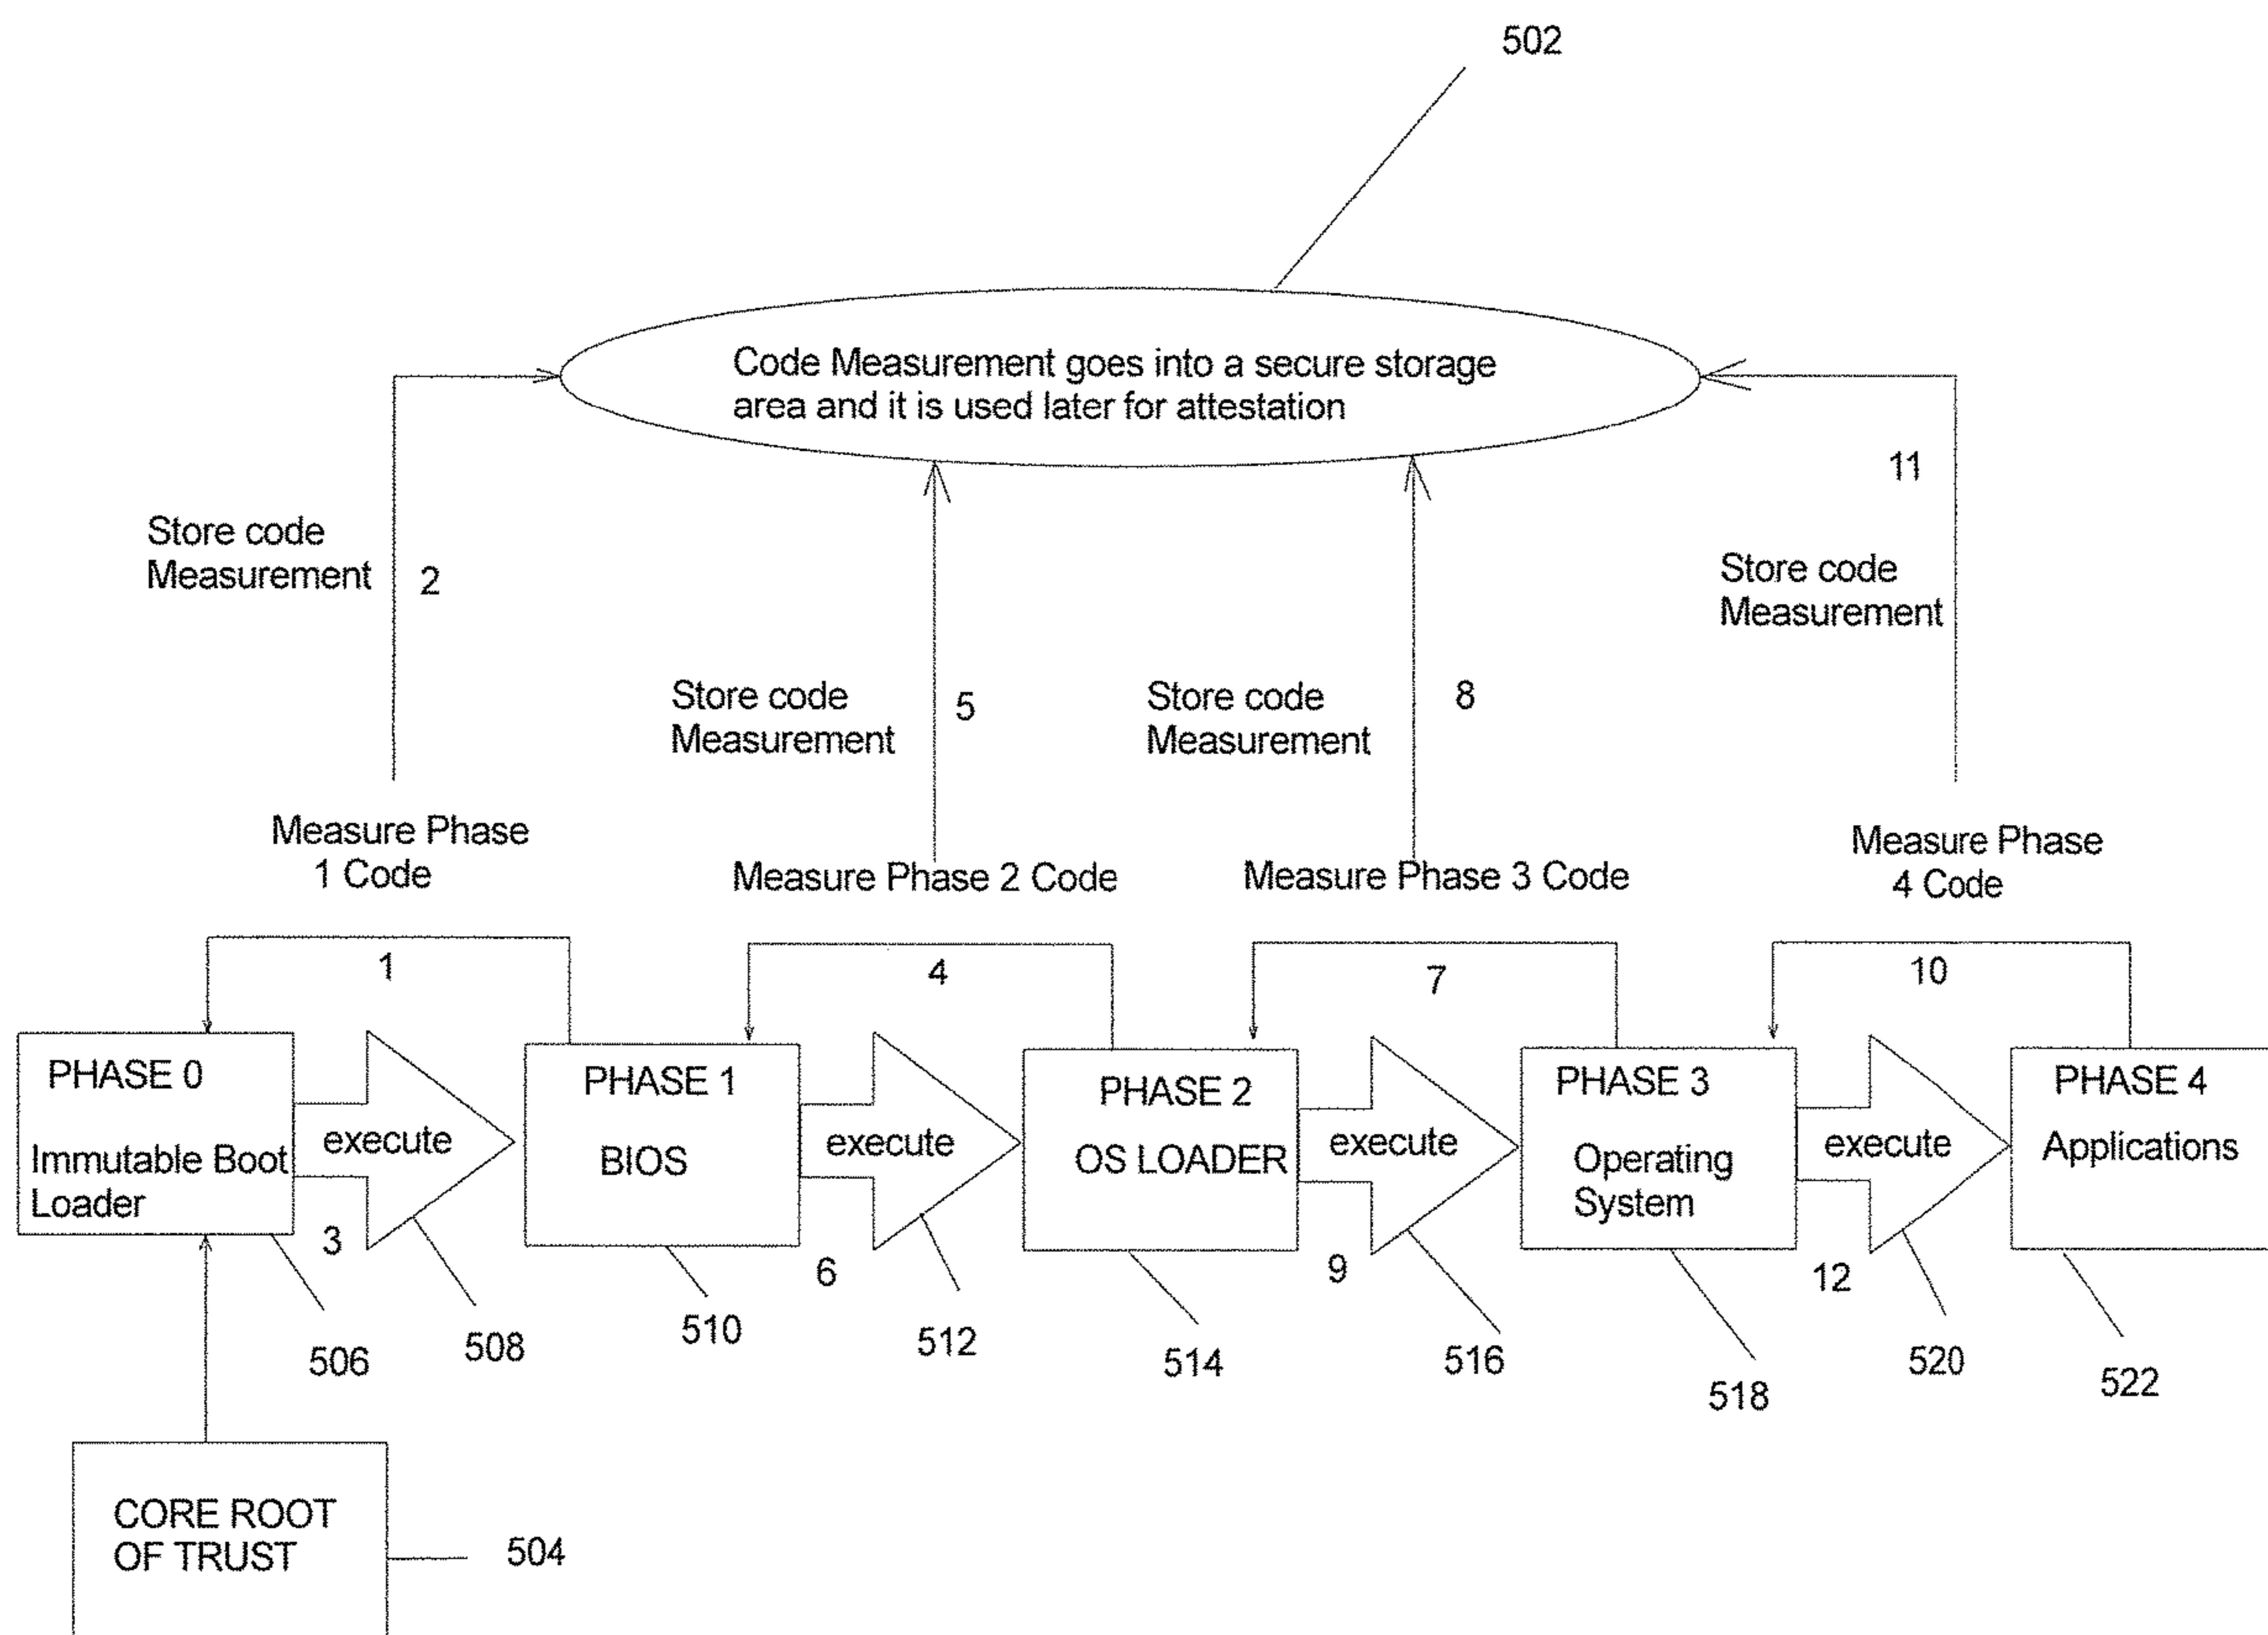 502
Code Measurement goes into a secure storage
area and it is used later for attestation
11
Store code
Measurement
2
Store code
Measurement
Store code
Measurement
5
Store code
Measurement
8
Measure Phase
1 Code
Measure Phase 2 Code
Measure Phase 3 Code
Measure Phase
4 Code
1
4
7
10
PHASE 0
Immutable Boot
Loader
execute
3
PHASE 1
BIOS
execute
6
PHASE 2
OS LOADER
execute
9
PHASE 3
Operating
System
execute
12
PHASE 4
Applications
506
508
510
512
514
516
518
520
522
CORE ROOT
OF TRUST
504